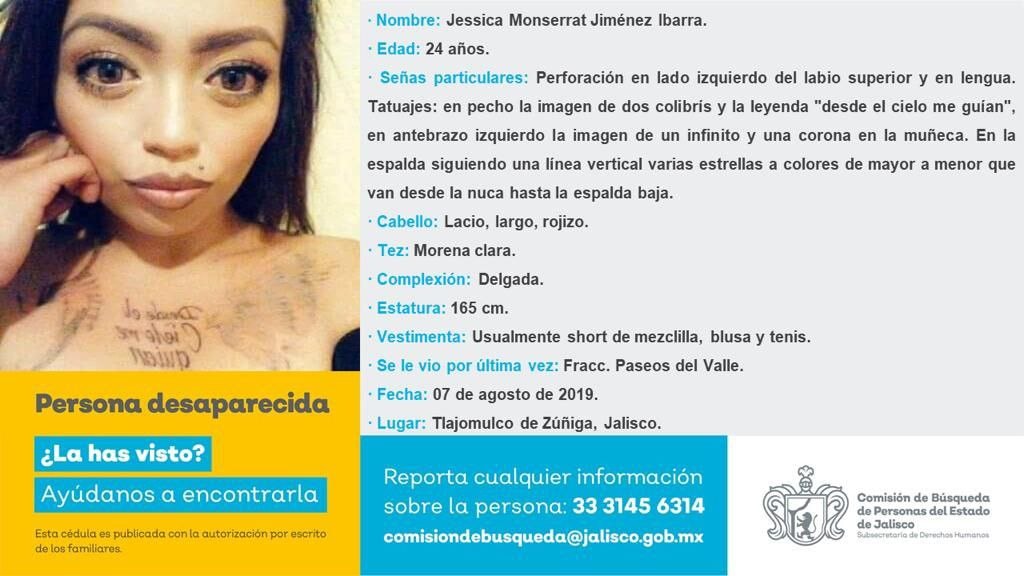 Desde el
Cielo me
guían
Persona desaparecida
¿La has visto?
Ayúdanos a encontrarla
Esta cédula es publicada con la autorización por escrito
de los familiares.
· Nombre: Jessica Monserrat Jiménez Ibarra.
· Edad: 24 años.
· Señas particulares: Perforación en lado izquierdo del labio superior y en lengua.
Tatuajes: en pecho la imagen de dos colibrís y la leyenda "desde el cielo me guían",
en antebrazo izquierdo la imagen de un infinito y una corona en la muñeca. En la
espalda siguiendo una línea vertical varias estrellas a colores de mayor a menor que
van desde la nuca hasta la espalda baja.
· Cabello: Lacio, largo, rojizo.
· Tez: Morena clara.
· Complexión: Delgada.
· Estatura: 165 cm.
· Vestimenta: Usualmente short de mezclilla, blusa y tenis.
· Se le vio por última vez: Fracc. Paseos del Valle.
· Fecha: 07 de agosto de 2019.
· Lugar: Tlajomulco de Zúñiga, Jalisco.
Reporta cualquier información
sobre la persona: 33 3145 6314
comisiondebusqueda@jalisco.gob.mx
Comisión de Búsqueda
de Personas del Estado
de Jalisco
Subsecretaría de Derechos Humanos